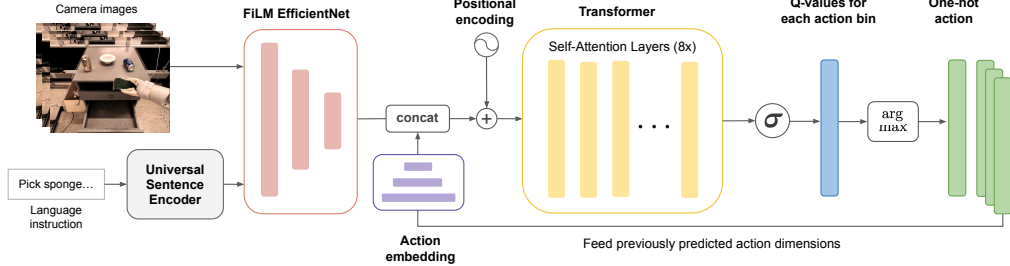 Camera images
FiLM EfficientNet
Positional
encoding
Transformer
Q-values for
each action bin
One-hot
action
Self-Attention Layers (8x)
concat
+
...
σ
arg
max
Pick sponge...
Universal
Sentence
Encoder
Language
instruction
Action
embedding
Feed previously predicted action dimensions